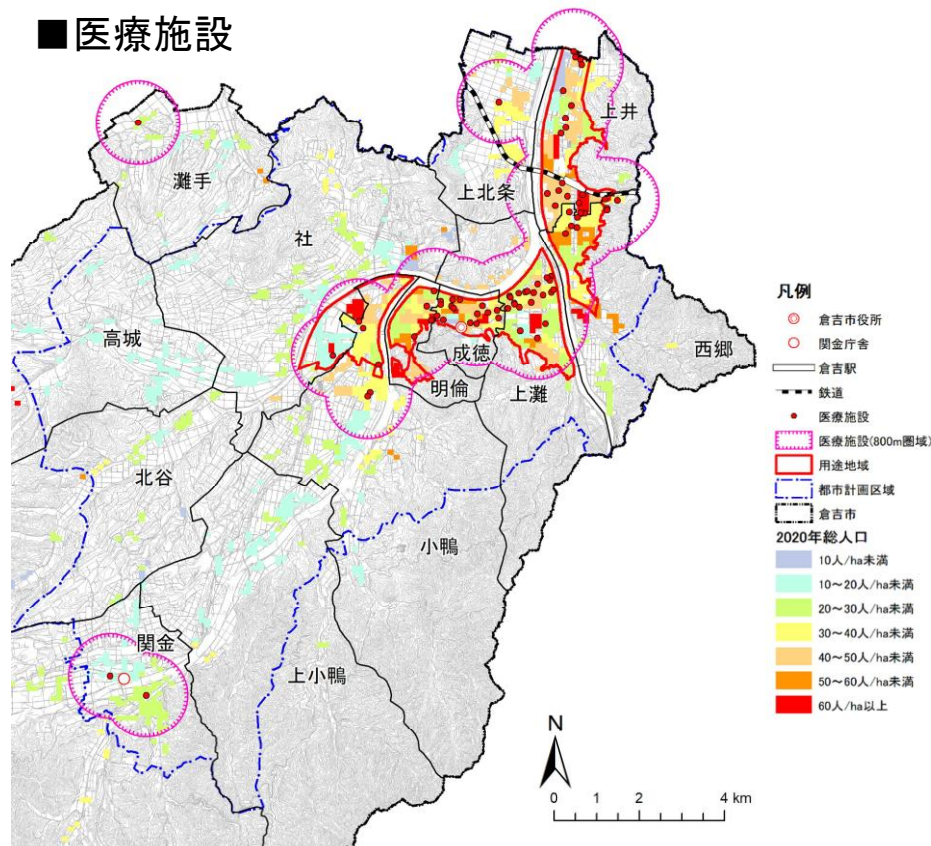 ■医療施設
上井
灘手
上北条
社
高城
成徳
西郷
明倫
上灘
北谷
小鴨
関金
上小鴨
凡例
倉吉市役所
関金庁舎
倉吉駅
鉄道
医療施設
医療施設(800m圏域)
用途地域
都市計画区域
倉吉市
2020年総人口
10人/ha未満
10～20人/ha未満
20～30人/ha未満
30～40人/ha未満
40～50人/ha未満
50～60人/ha未満
60人/ha以上
N
0 1 2 4 km